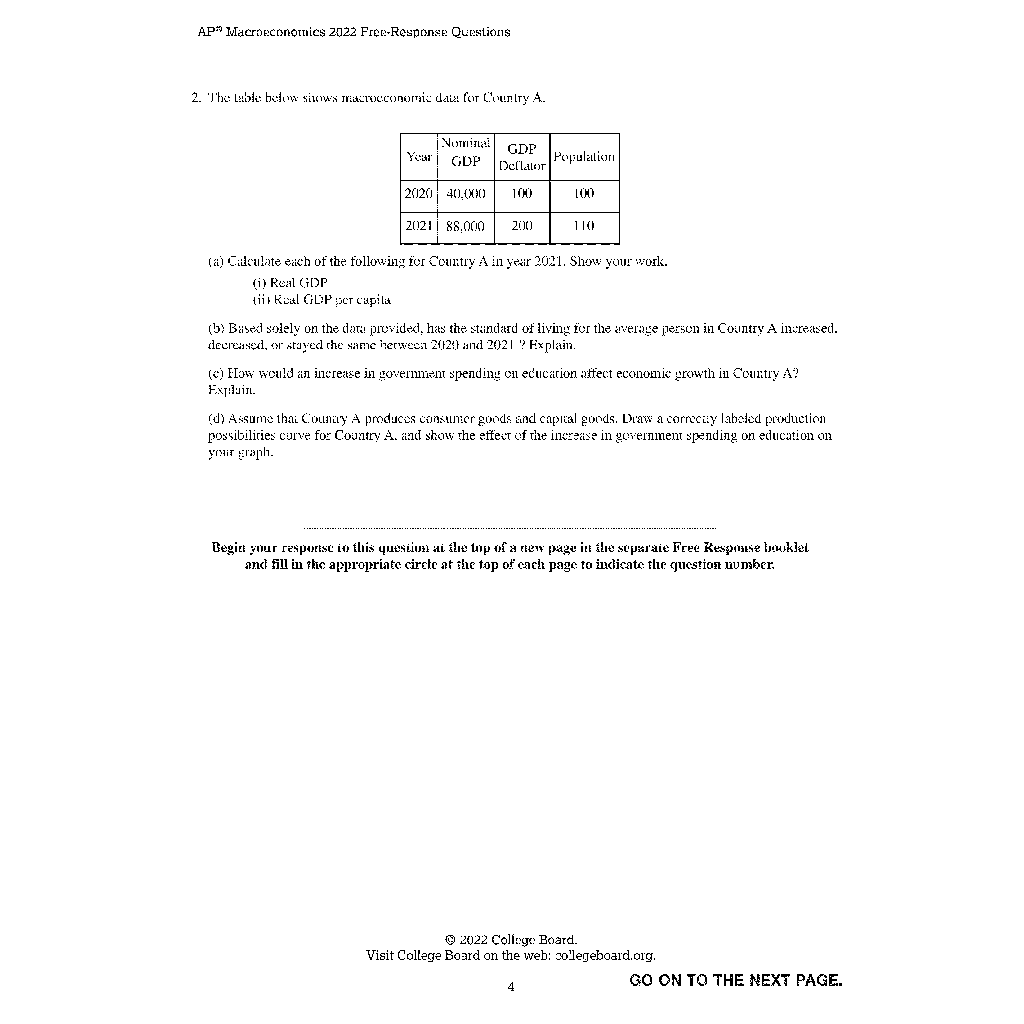 AP® Macroeconomics 2022 Free-Response Questions
2. The table below shows macroeconomic data for Country A.
Year Nominal GDP GDP Deflator Population
2020 40,000 100 100
2021 88,000 200 110
(a) Calculate each of the following for Country A in year 2021. Show your work.
(i) Real GDP
(ii) Real GDP per capita
(b) Based solely on the data provided, has the standard of living for the average person in Country A increased,
decreased, or stayed the same between 2020 and 2021 ? Explain.
(c) How would an increase in government spending on education affect economic growth in Country A?
Explain.
(d) Assume that Country A produces consumer goods and capital goods. Draw a correctly labeled production
possibilities curve for Country A, and show the effect of the increase in government spending on education on
your graph.
Begin your response to this question at the top of a new page in the separate Free Response booklet
and fill in the appropriate circle at the top of each page to indicate the question number.
© 2022 College Board.
Visit College Board on the web: collegeboard.org.
GO ON TO THE NEXT PAGE.
4